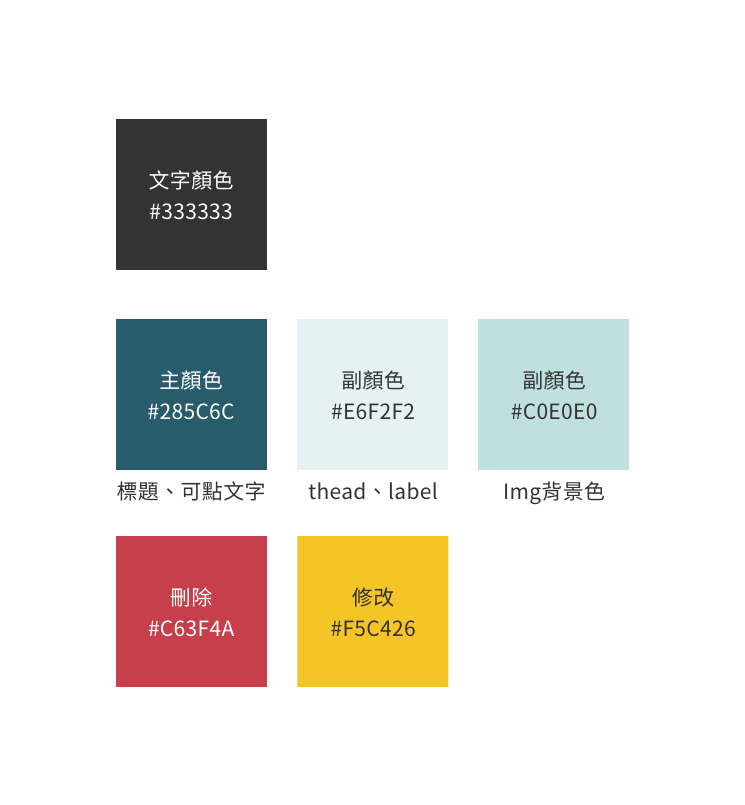 文字顏色
#333333
主顏色
#285C6C
副顏色
#E6F2F2
副顏色
#C0E0E0
標題、可點文字
thead、label
Img背景色
刪除
#C63F4A
修改
#F5C426